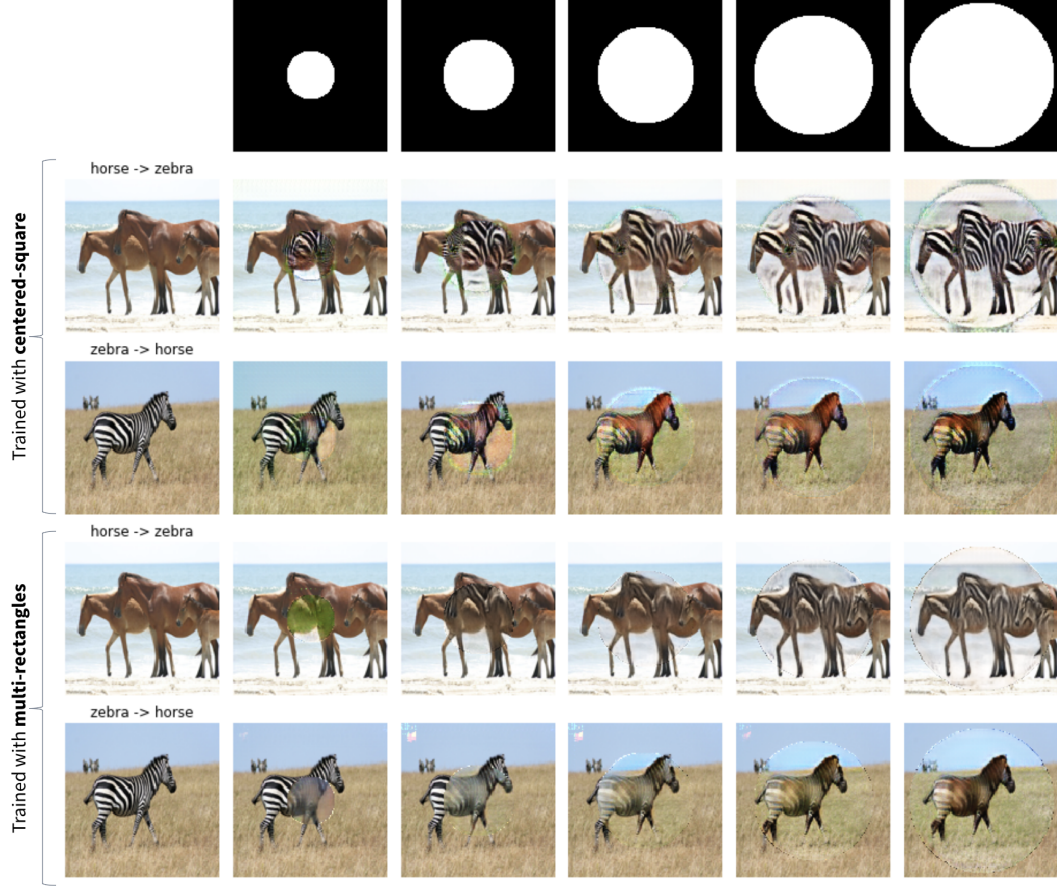 horse -> zebra
Trained with centered-square
zebra -> horse
horse -> zebra
Trained with multi-rectangles
zebra -> horse